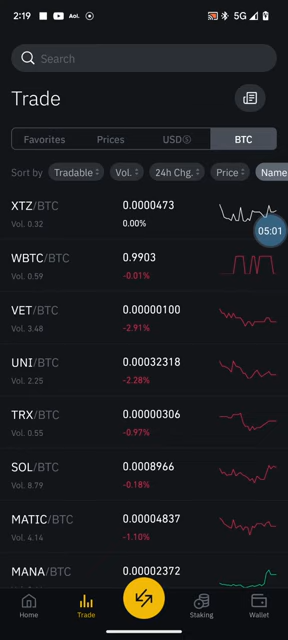 2:19 Aol. 5G
Search
Trade
Favorites Prices USDⓈ BTC
Sort by Tradable Vol. 24h Chg. Price Name
XTZ/BTC 0.0000473
Vol. 0.32 0.00%
05:01
WBTC/BTC 0.9903
Vol. 0.59 -0.01%
VET/BTC 0.00000100
Vol. 3.48 -2.91%
UNI/BTC 0.00032318
Vol. 2.25 -2.28%
TRX/BTC 0.00000306
Vol. 0.55 -0.97%
SOL/BTC 0.0008966
Vol. 8.79 -0.18%
MATIC/BTC 0.00004837
Vol. 4.14 -1.10%
MANA/BTC 0.00002372
Home Trade Staking Wallet